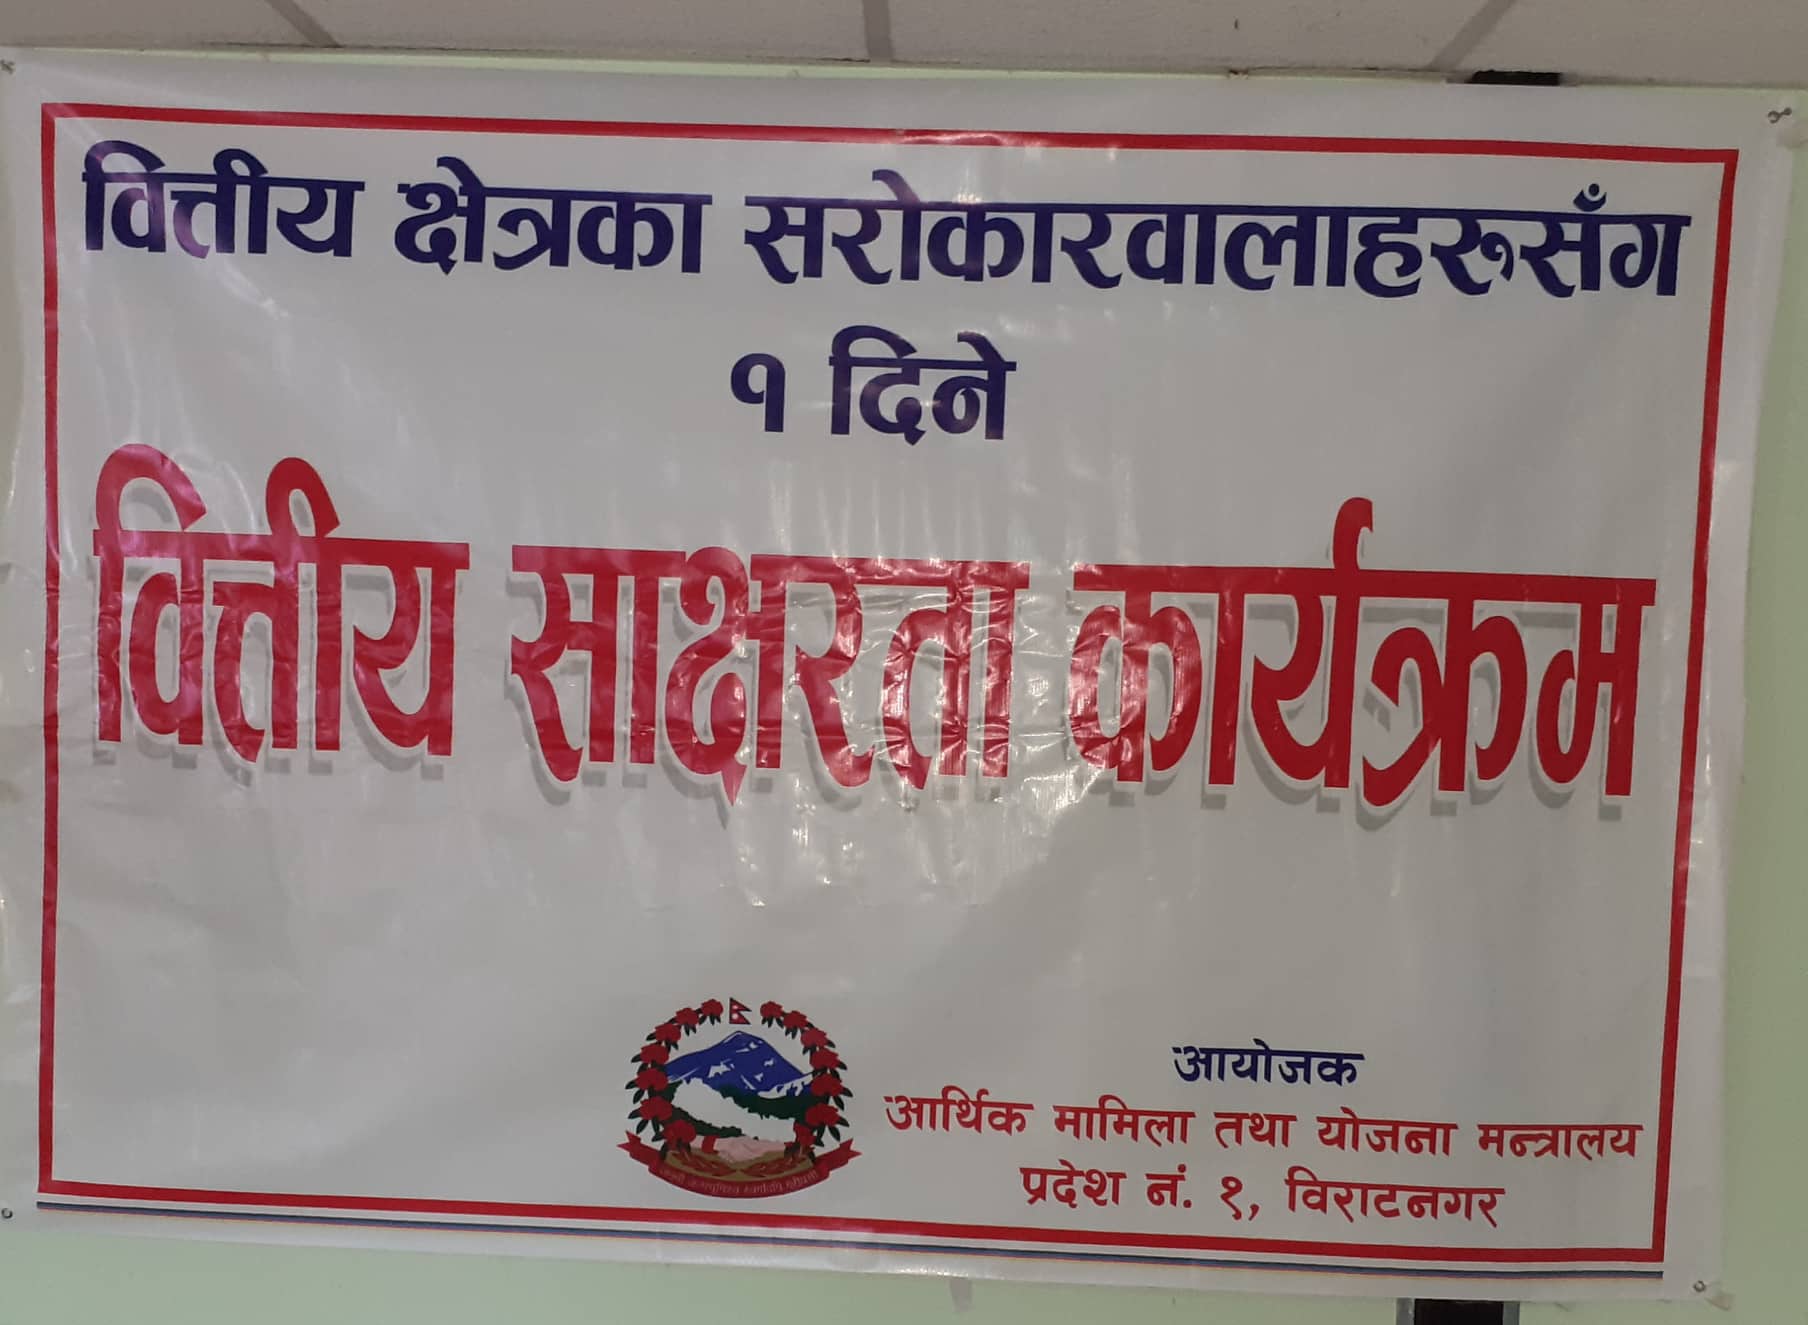 वित्तीय क्षेत्रका सरोकारवालाहरुसँग
१ दिने
वित्तीय साक्षरता कार्यक्रम
आयोजक
आर्थिक मामिला तथा योजना मन्त्रालय
प्रदेश नं. १, विराटनगर